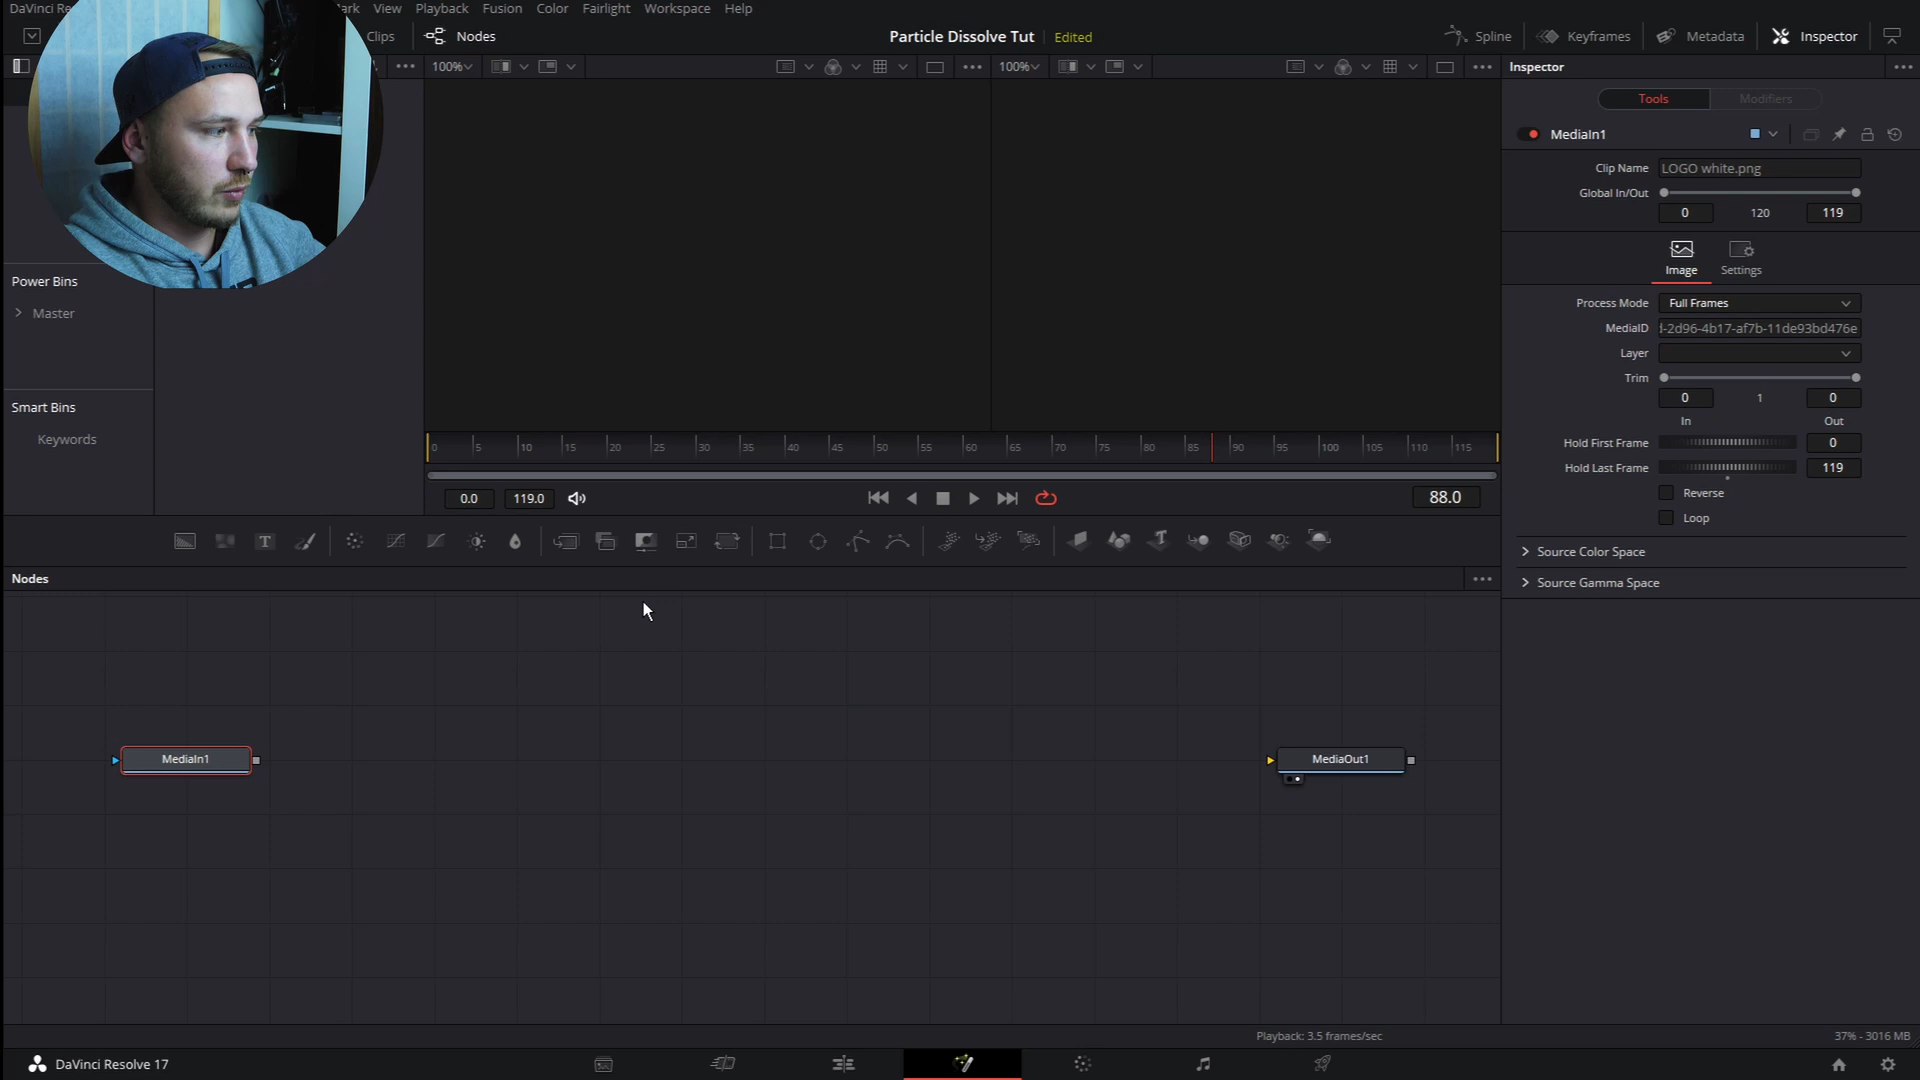 DaVinci Re
ark View Playback Fusion Color Fairlight Workspace Help
Clips Nodes Particle Dissolve Tut Edited Spline Keyframes Metadata Inspector
100% 100% Inspector
Tools Modifiers
MediaIn1
Clip Name LOGO white.png
Global In/Out
0 120 119
Image Settings
Power Bins
Master
Process Mode Full Frames
MediaID -2d96-4b17-af7b-11de93bd476e
Layer
Trim
0 1 0
In Out
Smart Bins
Keywords
Hold First Frame 0
Hold Last Frame 119
Reverse
Loop
0 5 10 15 20 25 30 35 40 45 50 55 60 65 70 75 80 85 90 95 100 105 110 115
0.0 119.0 88.0
T
Source Color Space
Source Gamma Space
Nodes
MediaIn1 MediaOut1
Playback: 3.5 frames/sec 37% - 3016 MB
DaVinci Resolve 17